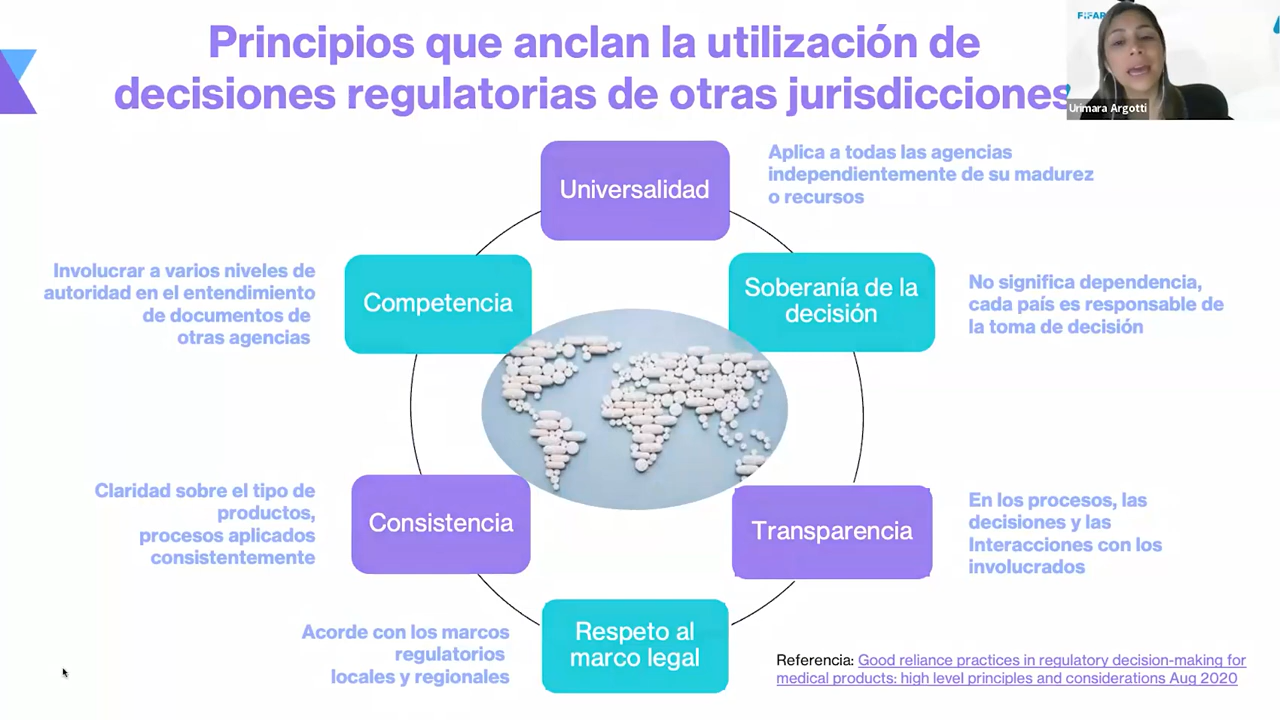 Principios que anclan la utilización de
decisiones regulatorias de otras jurisdicciones
Urimara Argotti
Universalidad
Aplica a todas las agencias
independientemente de su madurez
o recursos
Soberanía de la
decisión
No significa dependencia,
cada país es responsable de
la toma de decisión
Transparencia
En los procesos, las
decisiones y las
Interacciones con los
involucrados
Respeto al
marco legal
Acorde con los marcos
regulatorios
locales y regionales
Consistencia
Claridad sobre el tipo de
productos,
procesos aplicados
consistentemente
Competencia
Involucrar a varios niveles de
autoridad en el entendimiento
de documentos de
otras agencias
Referencia: Good reliance practices in regulatory decision-making for
medical products: high level principles and considerations Aug 2020